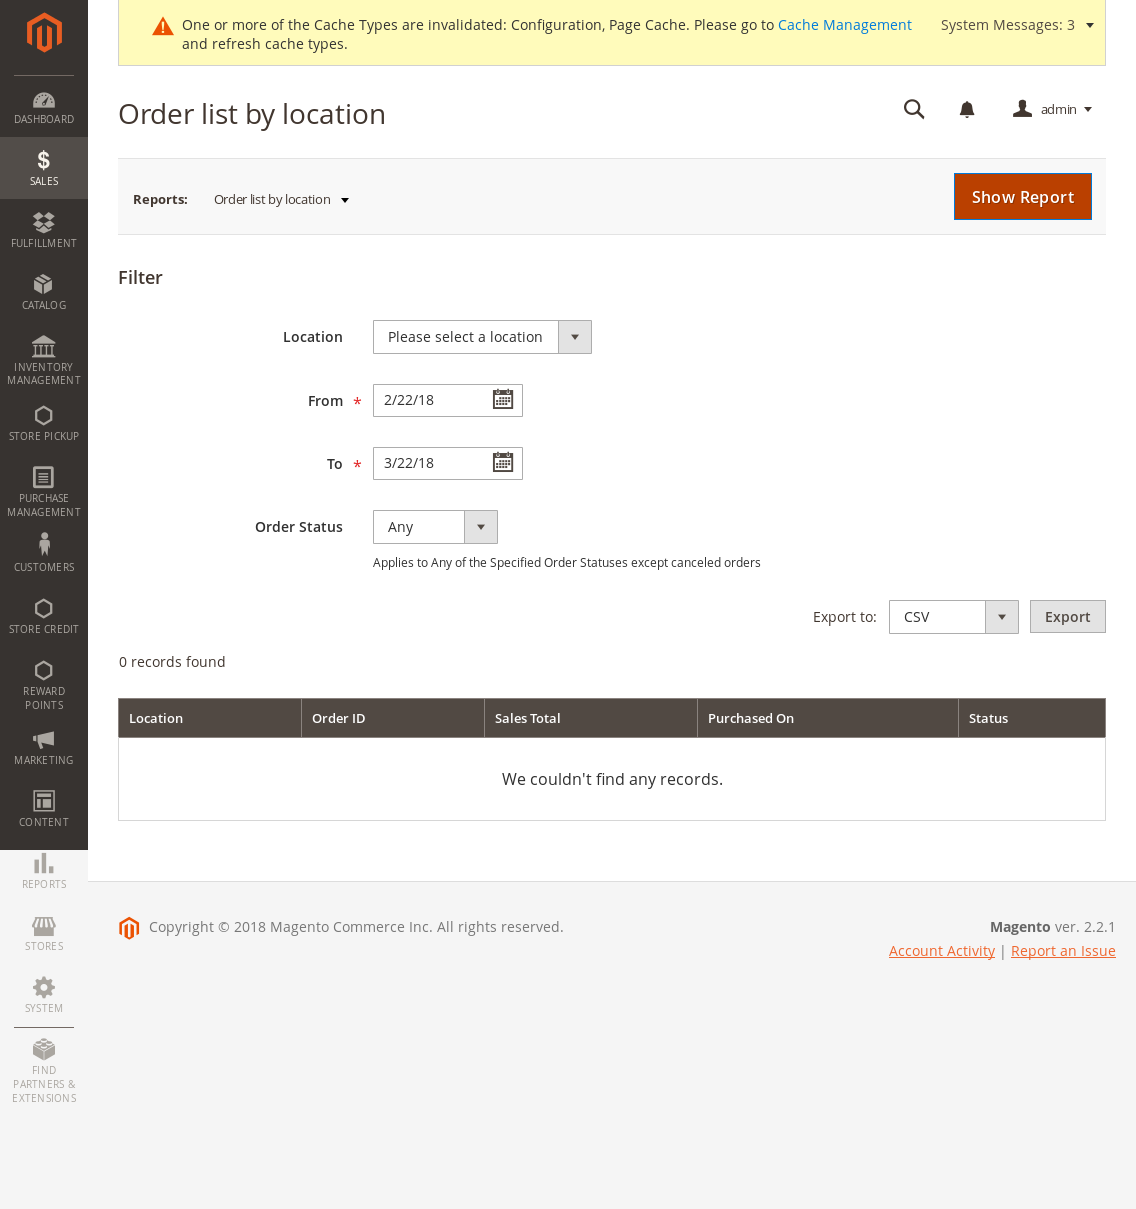 One or more of the Cache Types are invalidated: Configuration, Page Cache. Please go to Cache Management
and refresh cache types.
System Messages: 3
Order list by location
admin
Reports: Order list by location
Show Report
Filter
Location Please select a location
From * 2/22/18
To * 3/22/18
Order Status Any
Applies to Any of the Specified Order Statuses except canceled orders
Export to: CSV Export
0 records found
Location Order ID Sales Total Purchased On Status
We couldn't find any records.
Copyright © 2018 Magento Commerce Inc. All rights reserved.
Magento ver. 2.2.1
Account Activity | Report an Issue
DASHBOARD
$
SALES
FULFILLMENT
CATALOG
INVENTORY
MANAGEMENT
STORE PICKUP
PURCHASE
MANAGEMENT
CUSTOMERS
STORE CREDIT
REWARD
POINTS
MARKETING
CONTENT
REPORTS
STORES
SYSTEM
FIND
PARTNERS &
EXTENSIONS